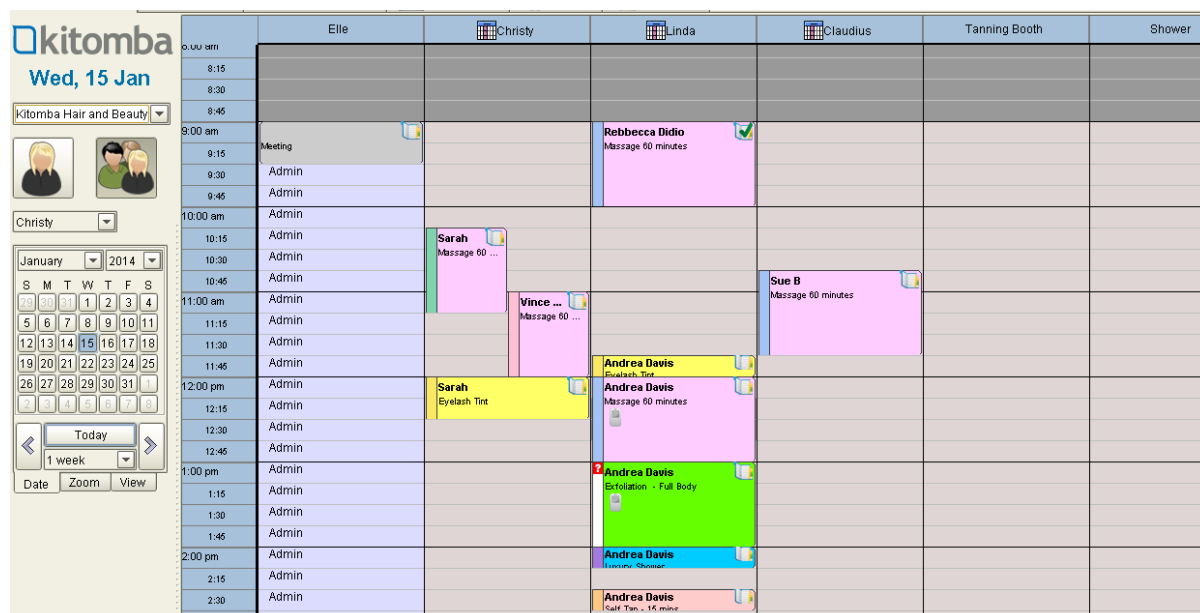 kitomba
Wed, 15 Jan
Kitomba Hair and Beauty
Christy
January 2014
S M T W T F S
29 30 31 1 2 3 4
5 6 7 8 9 10 11
12 13 14 15 16 17 18
19 20 21 22 23 24 25
26 27 28 29 30 31 1
2 3 4 5 6 7 8
Today
1 week
Date Zoom View
Elle Christy Linda Claudius Tanning Booth Shower
8:15
8:30
8:45
9:00 am
Rebbecca Didio
Meeting
Massage 60 minutes
9:15
9:30 Admin
9:45 Admin
10:00 am Admin
10:15 Admin
Sarah
Massage 60 ...
10:30 Admin
10:45 Admin
Sue B
Massage 60 minutes
11:00 am Admin
Vince ...
Massage 60 ...
11:15 Admin
11:30 Admin
11:45 Admin
Andrea Davis
Eyelash Tint
12:00 pm Admin
Sarah
Eyelash Tint
Andrea Davis
Massage 60 minutes
12:15 Admin
12:30 Admin
12:45 Admin
1:00 pm Admin
?
Andrea Davis
Exfoliation - Full Body
1:15 Admin
1:30 Admin
1:45 Admin
2:00 pm Admin
Andrea Davis
Luxury Shower
2:15 Admin
2:30 Admin
Andrea Davis
Self Tan - 15 mins